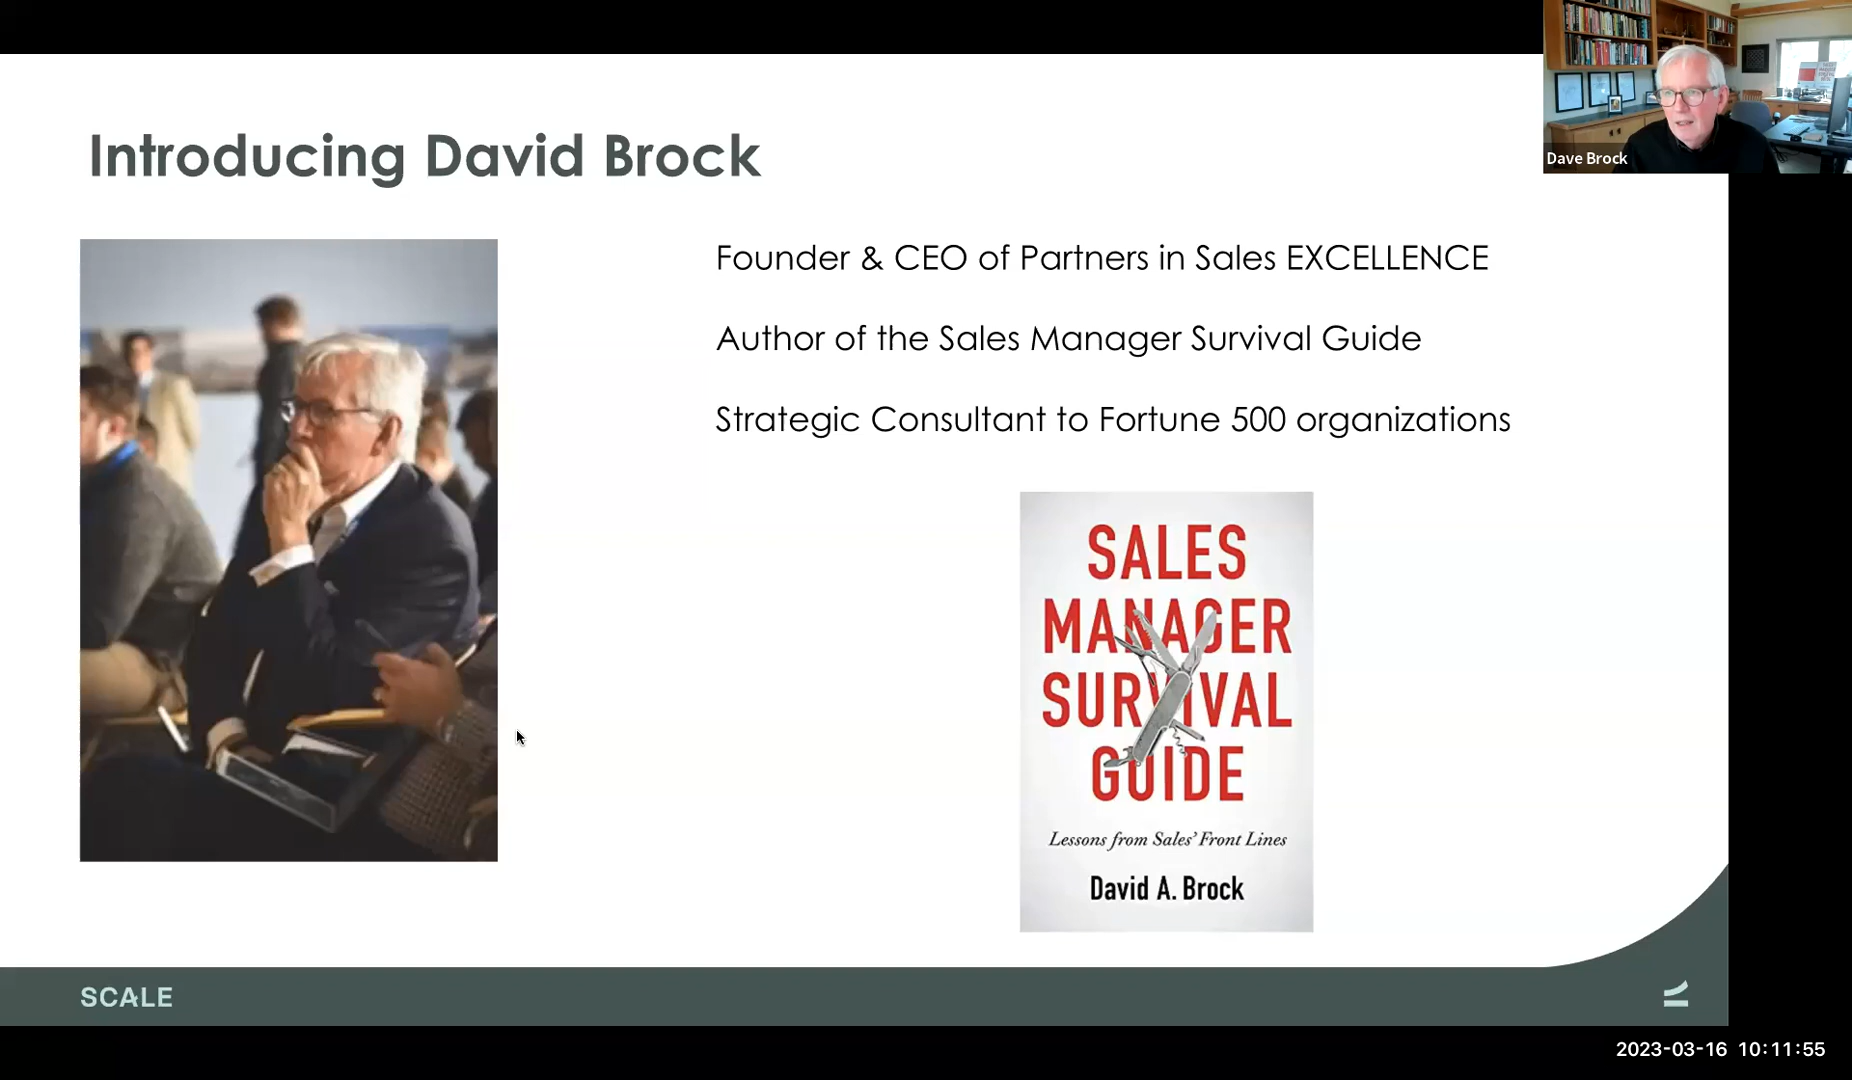 Introducing David Brock
Dave Brock
Founder & CEO of Partners in Sales EXCELLENCE
Author of the Sales Manager Survival Guide
Strategic Consultant to Fortune 500 organizations
SALES
MANAGER
SURVIVAL
GUIDE
Lessons from Sales' Front Lines
David A. Brock
SCALE
2023-03-16 10:11:55